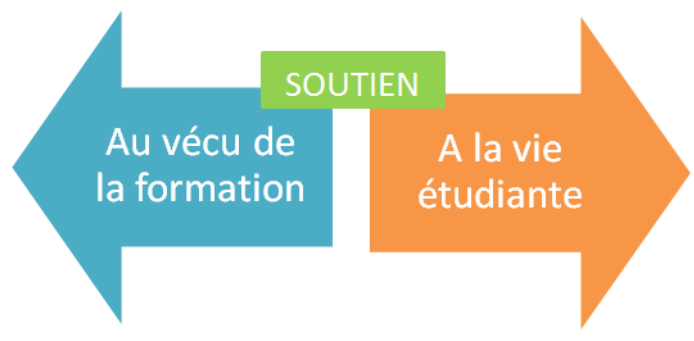 SOUTIEN
Au vécu de
la formation
A la vie
étudiante